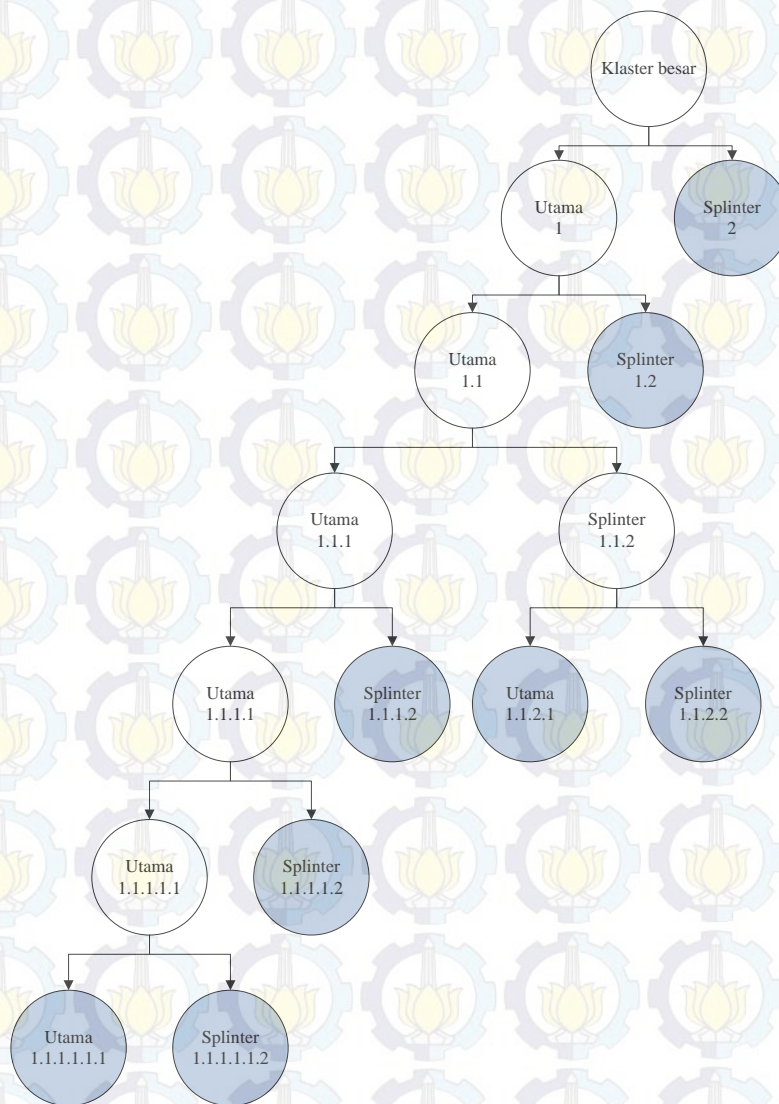 Klaster besar
Utama
1
Splinter
2
Utama
1.1
Splinter
1.2
Utama
1.1.1
Splinter
1.1.2
Utama
1.1.1.1
Splinter
1.1.1.2
Utama
1.1.2.1
Splinter
1.1.2.2
Utama
1.1.1.1.1
Splinter
1.1.1.1.2
Utama
1.1.1.1.1.1
Splinter
1.1.1.1.1.2